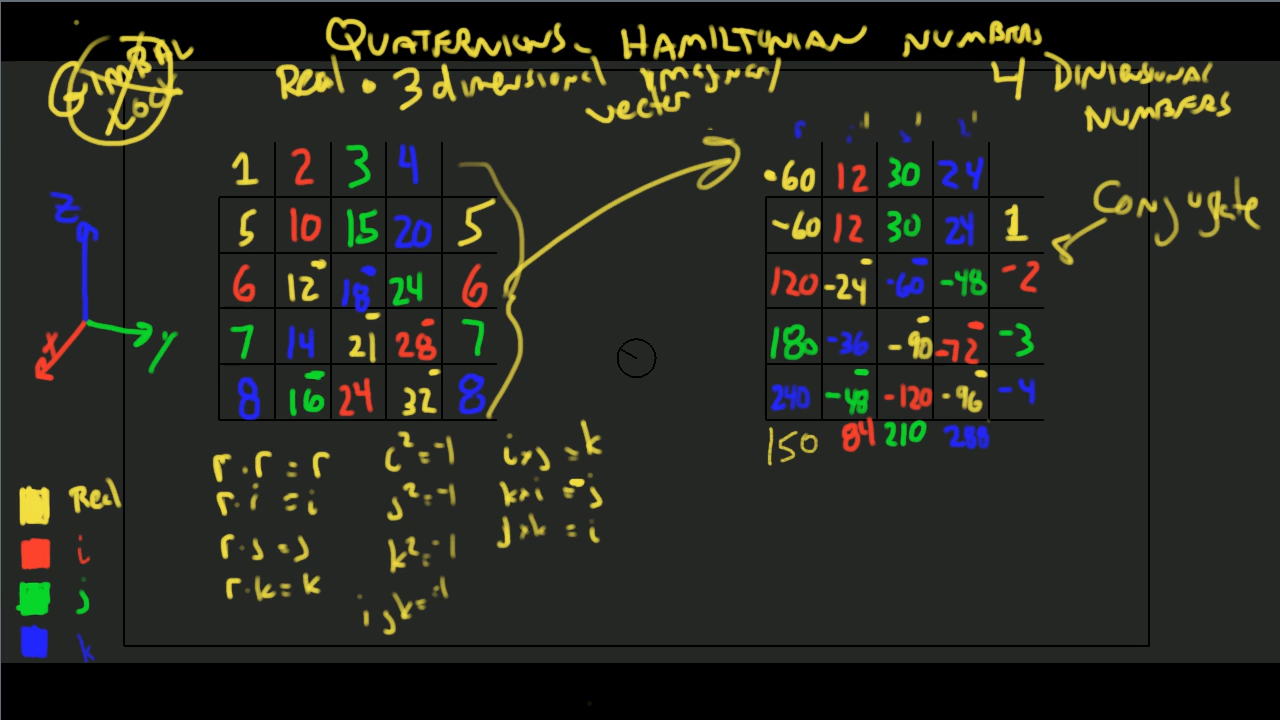 QUATERNIONS HAMILTONIAN NUMBERS
GIMBAL
LOCK
Real • 3 dimensional imaginary
vector
4 DIMENSIONAL
NUMBERS
Conjugate
1 2 3 4
5 10 15 20 5
6 12- 18- 24 6
7 14 21- 28- 7
8 16- 24 32- 8
r i j k
-60 12 30 24
-60 12 30 24 1
120 -24- -60- -48 -2
180 -36 -90- -72- -3
240 -48- -120 -96- -4
150 84 210 288
Z
x
y
r·r = r
r·i = i
r·j = j
r·k = k
i²=-1
j²=-1
k²=-1
ijk=-1
i×j = k
k×i = j
j×k = i
Real
i
j
k